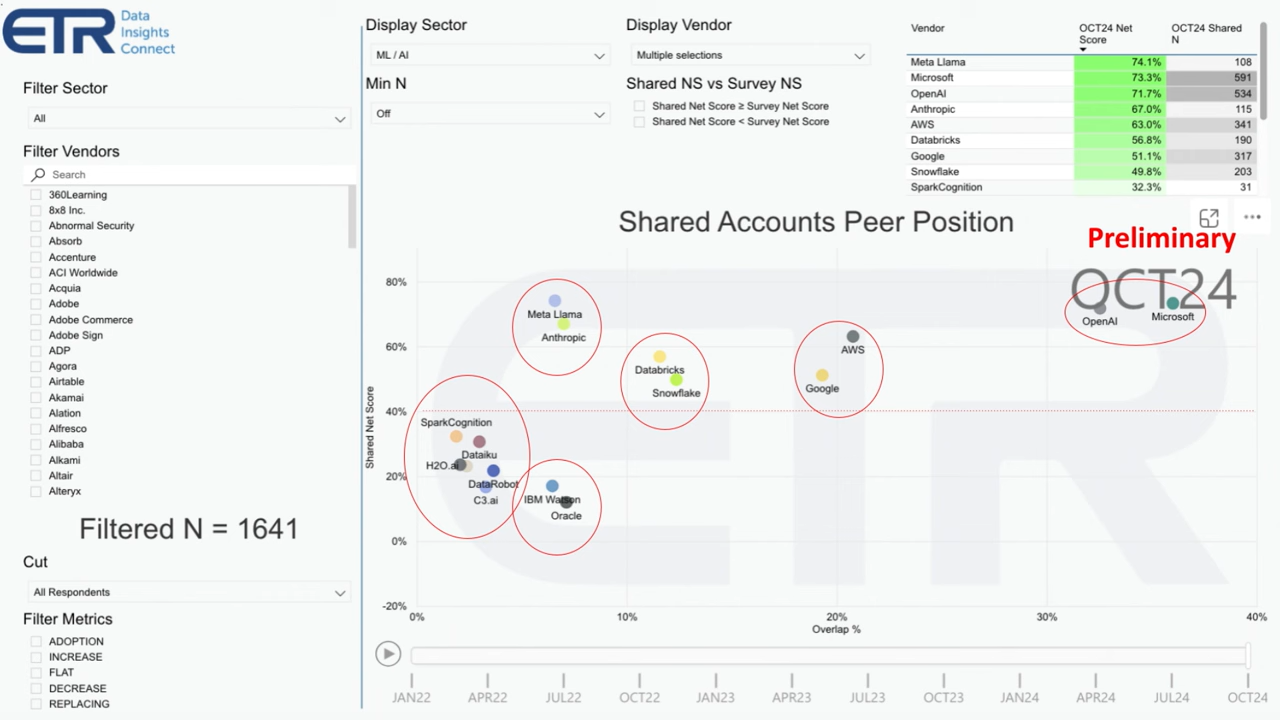 ETR Data
Insights
Connect
Filter Sector
All
Filter Vendors
Search
360Learning
8x8 Inc.
Abnormal Security
Absorb
Accenture
ACI Worldwide
Acquia
Adobe
Adobe Commerce
Adobe Sign
ADP
Agora
Airtable
Akamai
Alation
Alfresco
Alibaba
Alkami
Altair
Alteryx
Filtered N = 1641
Cut
All Respondents
Filter Metrics
ADOPTION
INCREASE
FLAT
DECREASE
REPLACING
Display Sector
ML / AI
Min N
Off
Display Vendor
Multiple selections
Shared NS vs Survey NS
Shared Net Score ≥ Survey Net Score
Shared Net Score < Survey Net Score
Vendor OCT24 Net Score OCT24 Shared N
Meta Llama 74.1% 108
Microsoft 73.3% 591
OpenAI 71.7% 534
Anthropic 67.0% 115
AWS 63.0% 341
Databricks 56.8% 190
Google 51.1% 317
Snowflake 49.8% 203
SparkCognition 32.3% 31
Shared Accounts Peer Position
Preliminary
OCT24
ETR
Shared Net Score
80%
60%
40%
20%
0%
-20%
Meta Llama
Anthropic
OpenAI
Microsoft
AWS
Google
Databricks
Snowflake
SparkCognition
Dataiku
H2O.ai
DataRobot
C3.ai
IBM Watson
Oracle
0% 10% 20% 30% 40%
Overlap %
JAN22 APR22 JUL22 OCT22 JAN23 APR23 JUL23 OCT23 JAN24 APR24 JUL24 OCT24